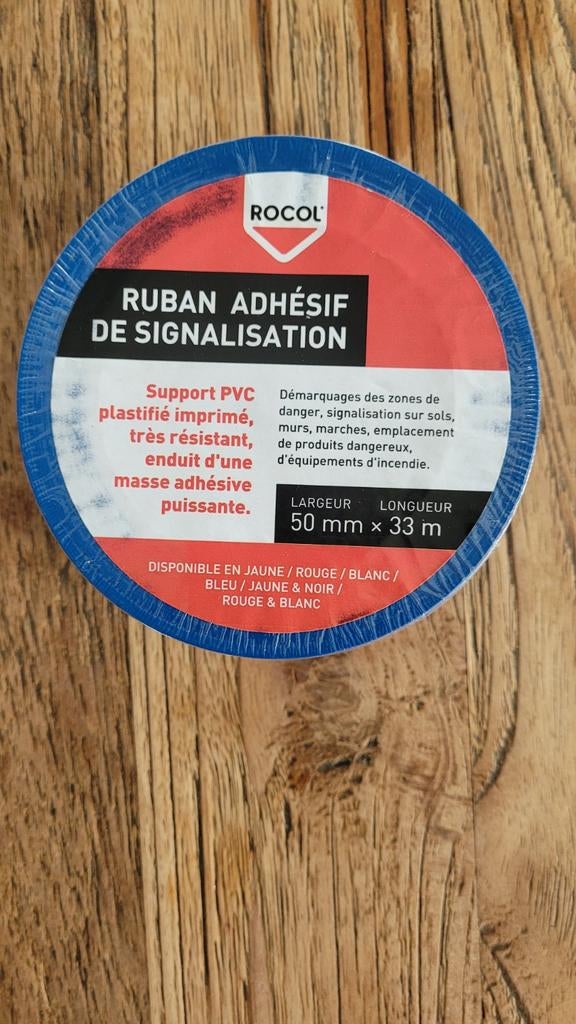 ROCOL
RUBAN ADHÉSIF
DE SIGNALISATION
Support PVC
plastifié imprimé,
très résistant,
enduit d'une
masse adhésive
puissante.
Démarquages des zones de
danger, signalisation sur sols,
murs, marches, emplacement
de produits dangereux,
d'équipements d'incendie.
LARGEUR LONGUEUR
50 mm × 33 m
DISPONIBLE EN JAUNE / ROUGE / BLANC /
BLEU / JAUNE & NOIR /
ROUGE & BLANC